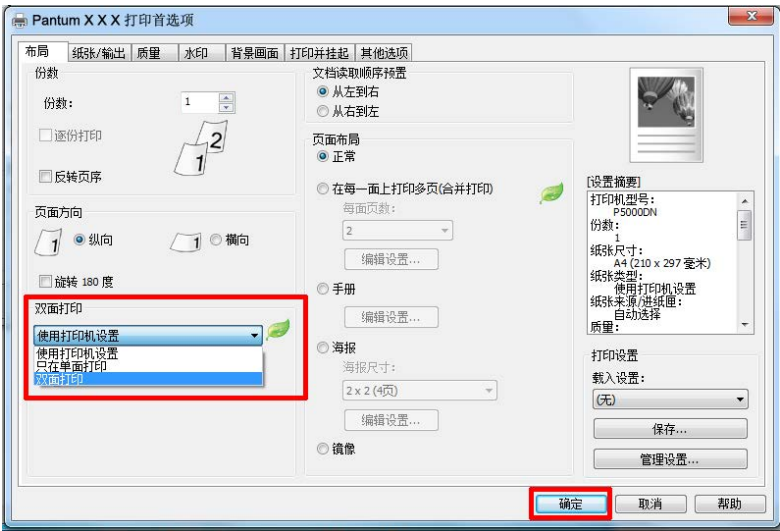 Pantum X X X 打印首选项
布局 纸张/输出 质量 水印 背景画面 打印并挂起 其他选项
份数
份数: 1
逐份打印
1 2
反转页序
页面方向
1 纵向 1 横向
旋转 180 度
双面打印
使用打印机设置
使用打印机设置
只在单面打印
双面打印
文档读取顺序预置
从左到右
从右到左
页面布局
正常
在每一面上打印多页(合并打印)
每面页数:
2
编辑设置...
手册
编辑设置...
海报
海报尺寸:
2 x 2 (4页)
编辑设置...
镜像
[设置摘要]
打印机型号:
P5000DN
份数:
1
纸张尺寸:
A4 (210 x 297 毫米)
纸张类型:
使用打印机设置
纸张来源/进纸匣:
自动选择
质量:
打印设置
载入设置:
(无)
保存...
管理设置...
确定 取消 帮助